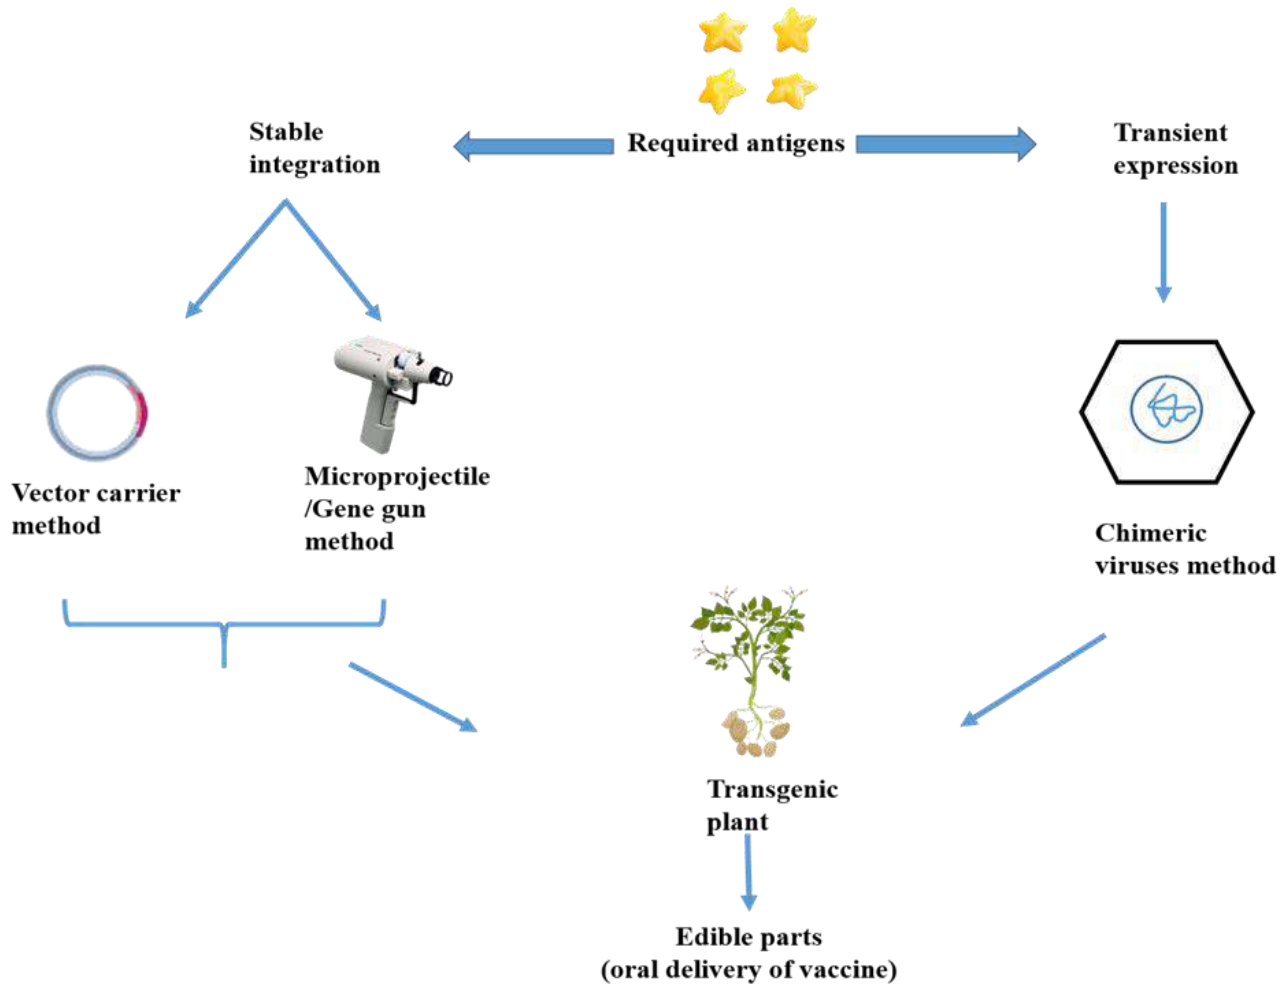 Required antigens
Stable
integration
Transient
expression
Vector carrier
method
Microprojectile
/Gene gun
method
Chimeric
viruses method
Transgenic
plant
Edible parts
(oral delivery of vaccine)